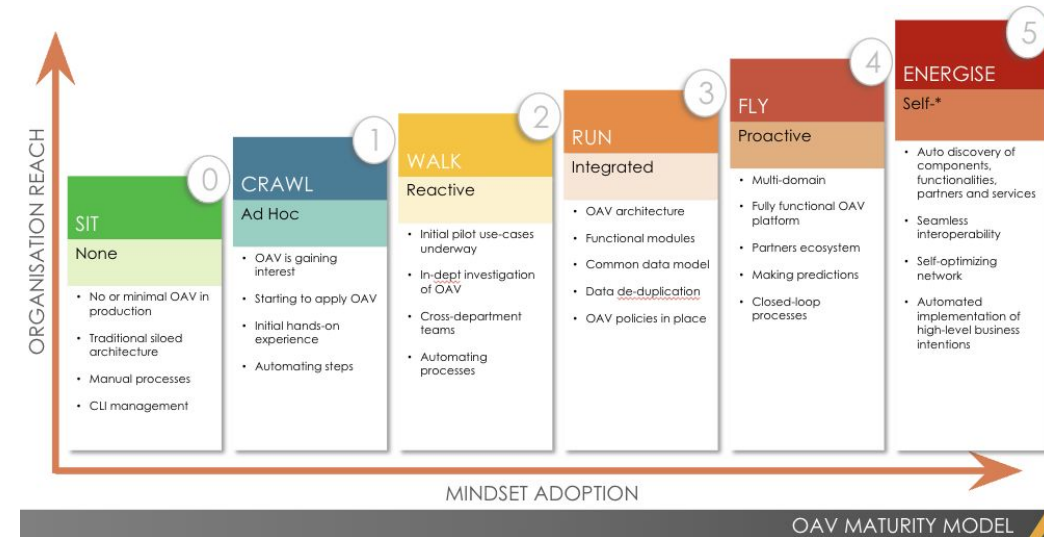 ORGANISATION REACH
0
SIT
None
• No or minimal OAV in
production
• Traditional siloed
architecture
• Manual processes
• CLI management
1
CRAWL
Ad Hoc
• OAV is gaining
interest
• Starting to apply OAV
• Initial hands-on
experience
• Automating steps
2
WALK
Reactive
• Initial pilot use-cases
underway
• In-dept investigation
of OAV
• Cross-department
teams
• Automating
processes
3
RUN
Integrated
• OAV architecture
• Functional modules
• Common data model
• Data de-duplication
• OAV policies in place
4
FLY
Proactive
• Multi-domain
• Fully functional OAV
platform
• Partners ecosystem
• Making predictions
• Closed-loop
processes
5
ENERGISE
Self-*
• Auto discovery of
components,
functionalities,
partners and services
• Seamless
interoperability
• Self-optimizing
network
• Automated
implementation of
high-level business
intentions
MINDSET ADOPTION
OAV MATURITY MODEL